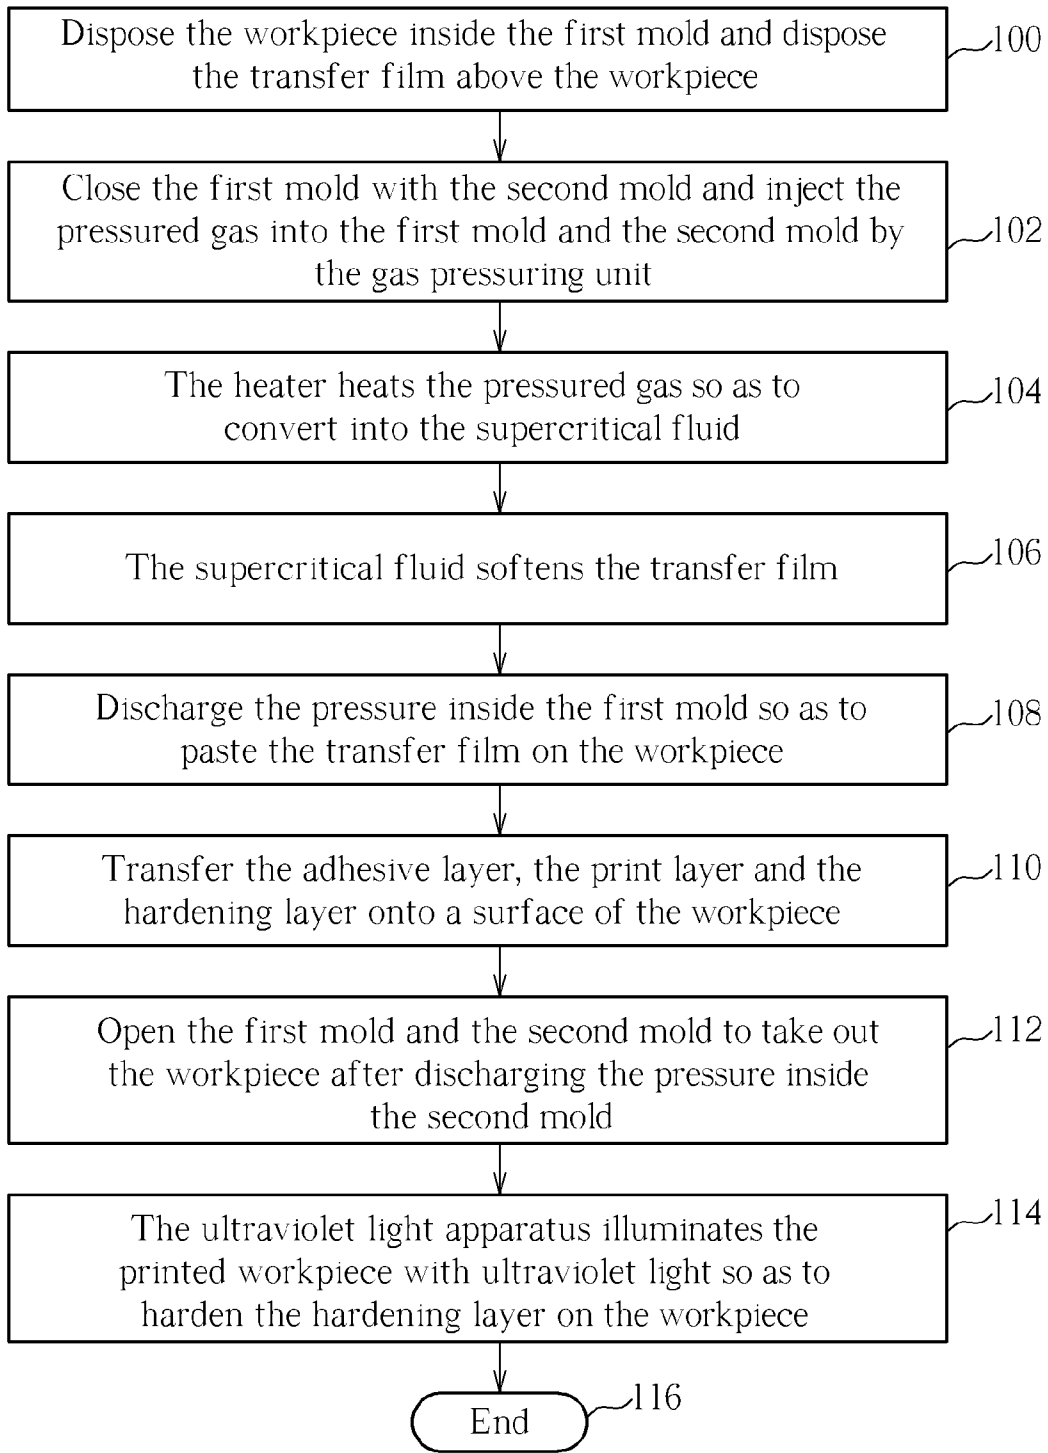 Dispose the workpiece inside the first mold and dispose
the transfer film above the workpiece
100
Close the first mold with the second mold and inject the
pressured gas into the first mold and the second mold by
the gas pressuring unit
102
The heater heats the pressured gas so as to
convert into the supercritical fluid
104
The supercritical fluid softens the transfer film
106
Discharge the pressure inside the first mold so as to
paste the transfer film on the workpiece
108
Transfer the adhesive layer, the print layer and the
hardening layer onto a surface of the workpiece
110
Open the first mold and the second mold to take out
the workpiece after discharging the pressure inside
the second mold
112
The ultraviolet light apparatus illuminates the
printed workpiece with ultraviolet light so as to
harden the hardening layer on the workpiece
114
End
116